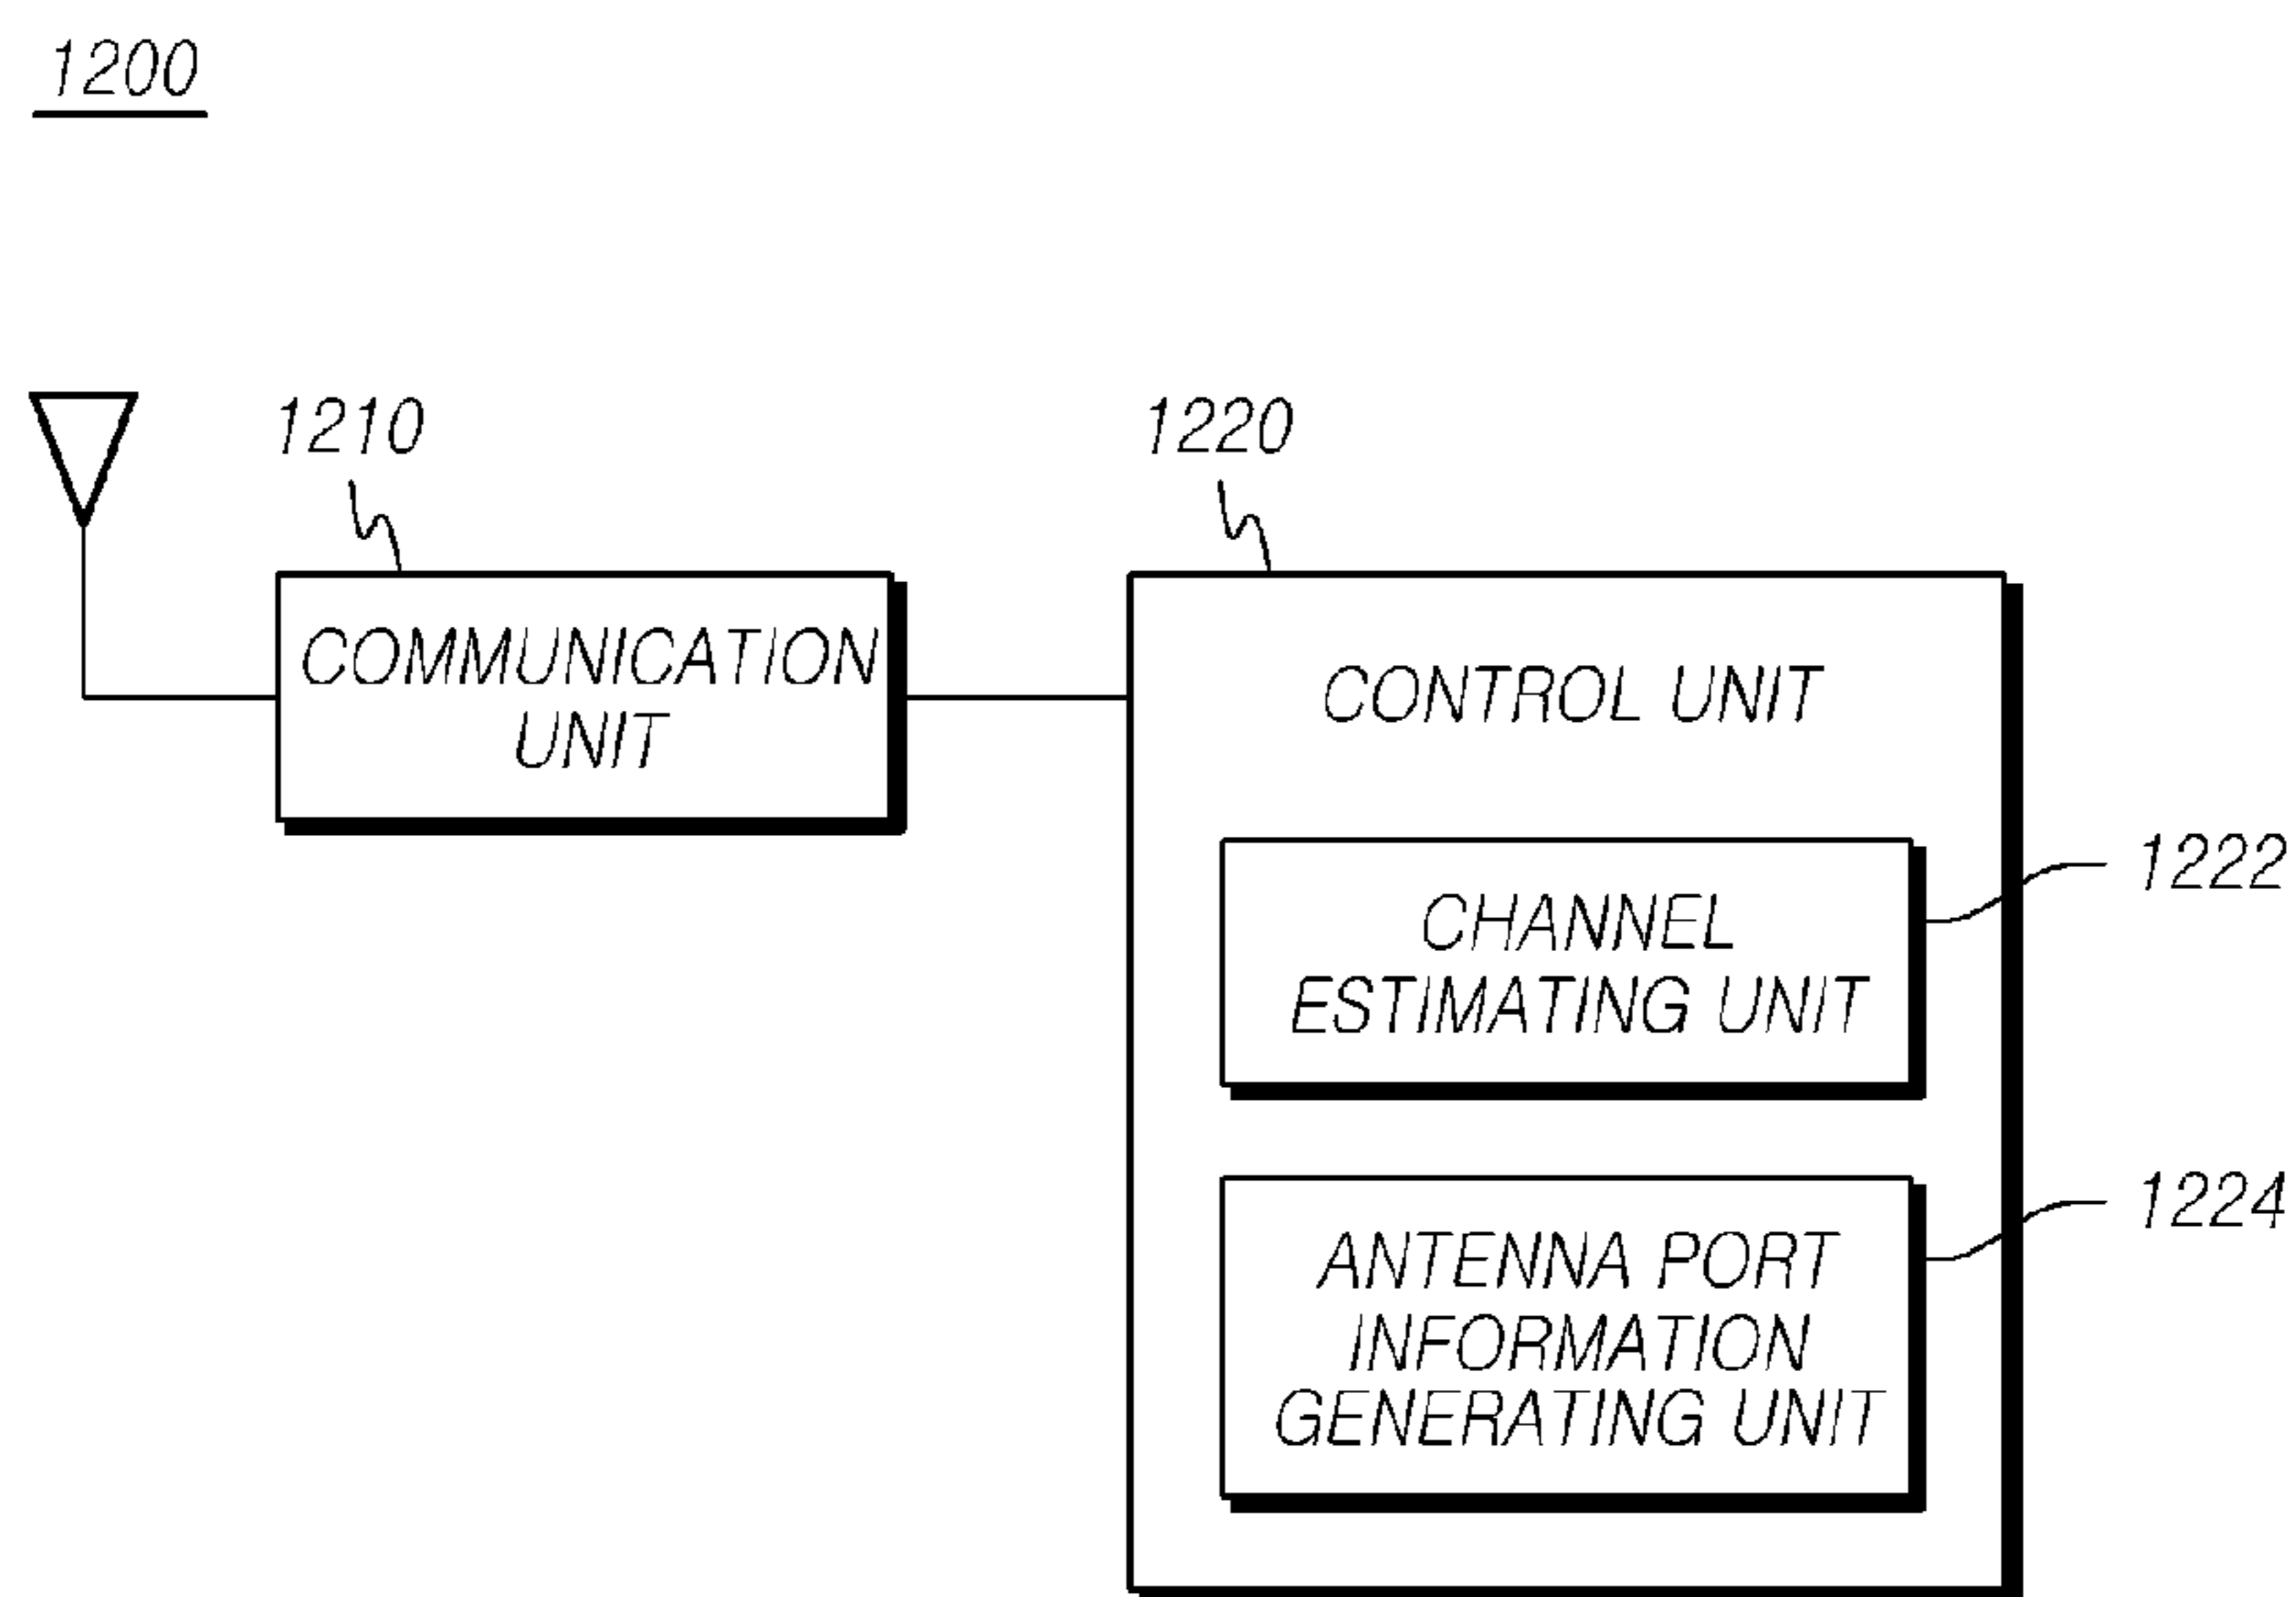 1200
1210
1220
COMMUNICATION
UNIT
CONTROL UNIT
1222
CHANNEL
ESTIMATING UNIT
1224
ANTENNA PORT
INFORMATION
GENERATING UNIT